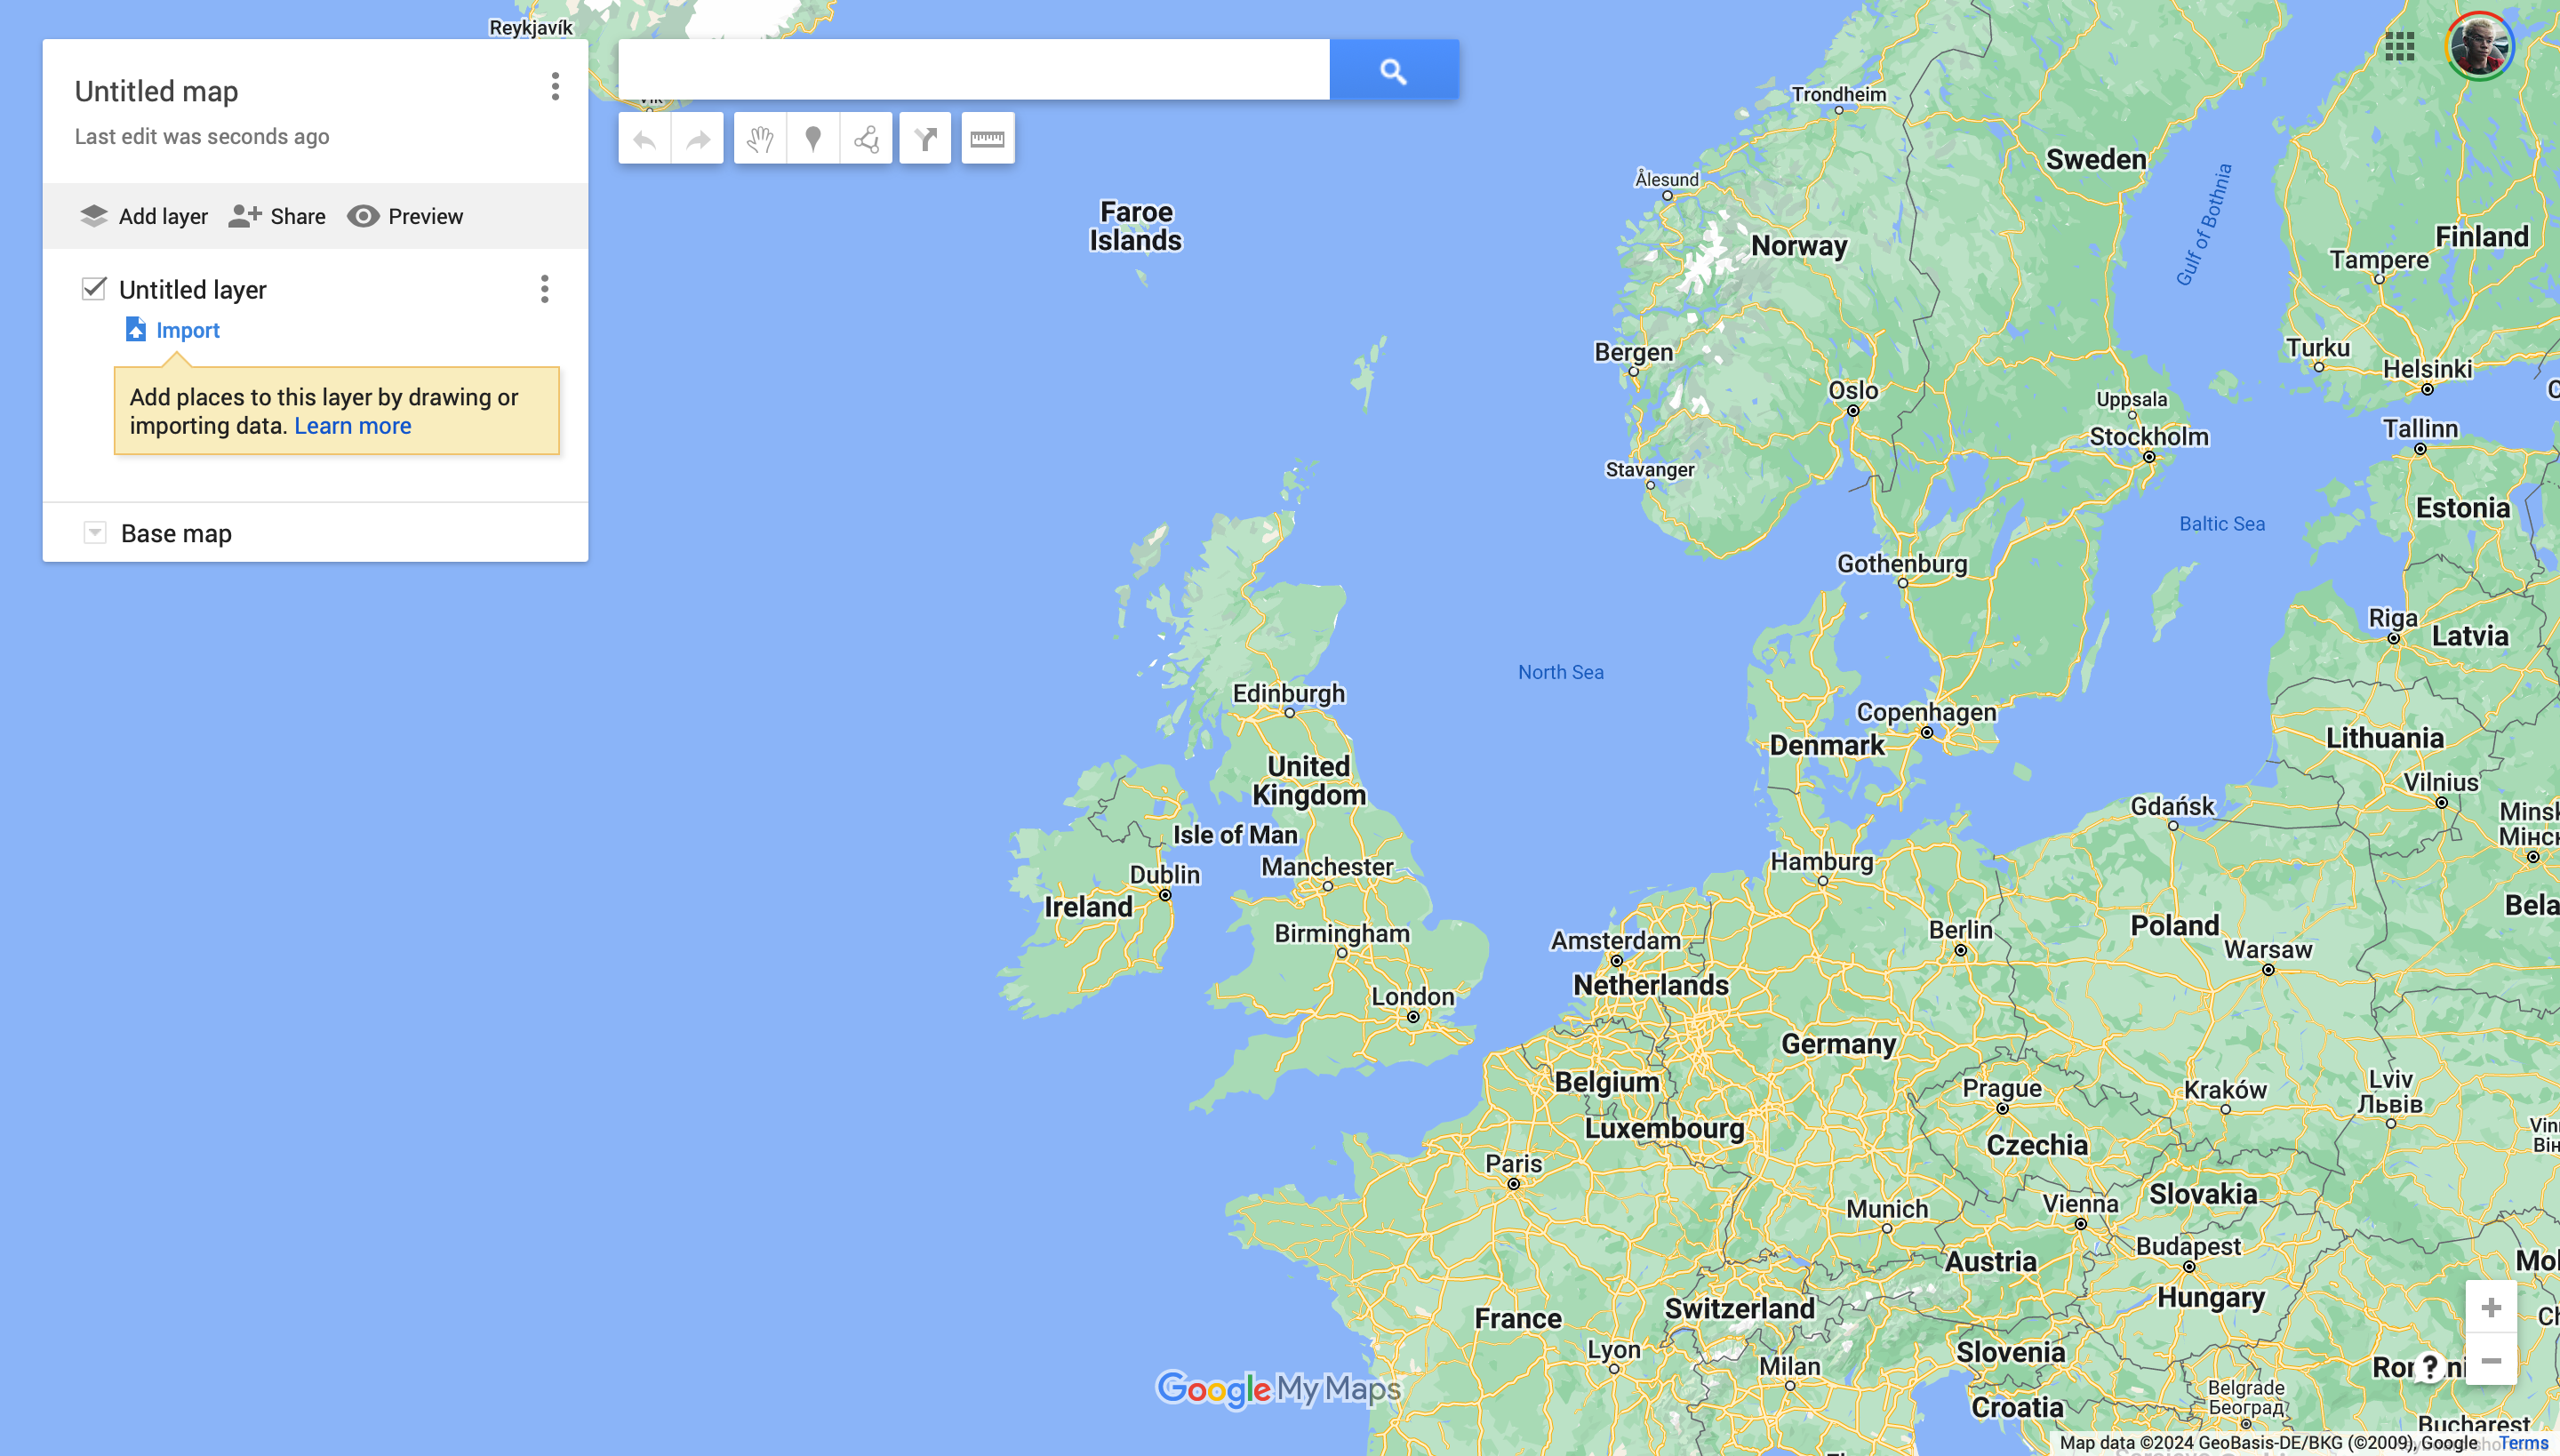 Reykjavík
Untitled map
Last edit was seconds ago
Add layer
Share
Preview
Untitled layer
Import
Add places to this layer by drawing or
importing data. Learn more
Base map
Trondheim
Sweden
Ålesund
Gulf of Bothnia
Faroe
Islands
Norway
Finland
Tampere
Bergen
Turku
Helsinki
Oslo
Uppsala
Tallinn
Stockholm
Stavanger
Estonia
Baltic Sea
Gothenburg
Riga
Latvia
North Sea
Edinburgh
Copenhagen
Denmark
Lithuania
United
Kingdom
Vilnius
Gdańsk
Minsk
Isle of Man
Hamburg
Manchester
Dublin
Ireland
Bela
Poland
Birmingham
Amsterdam
Berlin
Warsaw
Netherlands
London
Germany
Belgium
Prague
Kraków
Lviv
Львів
Luxembourg
Czechia
Paris
Slovakia
Vienna
Munich
Budapest
Austria
Hungary
Switzerland
France
Lyon
Slovenia
Milan
Google My Maps
Belgrade
Београд
Croatia
Bucharest
Map data ©2024 GeoBasis-DE/BKG (©2009), Google
Terms